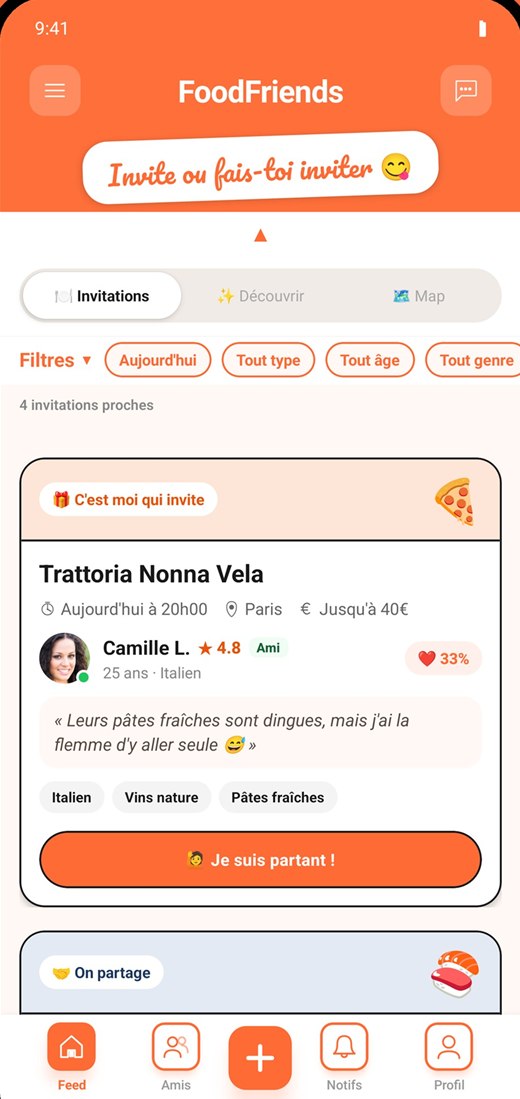 9:41
FoodFriends
Invite ou fais-toi inviter 😋
▲
🍽️ Invitations ✨ Découvrir 🗺️ Map
Filtres ▼ Aujourd'hui Tout type Tout âge Tout genre
4 invitations proches
🎁 C'est moi qui invite
Trattoria Nonna Vela
Aujourd'hui à 20h00 Paris € Jusqu'à 40€
Camille L. ★ 4.8 Ami
25 ans · Italien
❤️ 33%
« Leurs pâtes fraîches sont dingues, mais j'ai la
flemme d'y aller seule 😅 »
Italien Vins nature Pâtes fraîches
🙋 Je suis partant !
🤝 On partage
Feed Amis + Notifs Profil